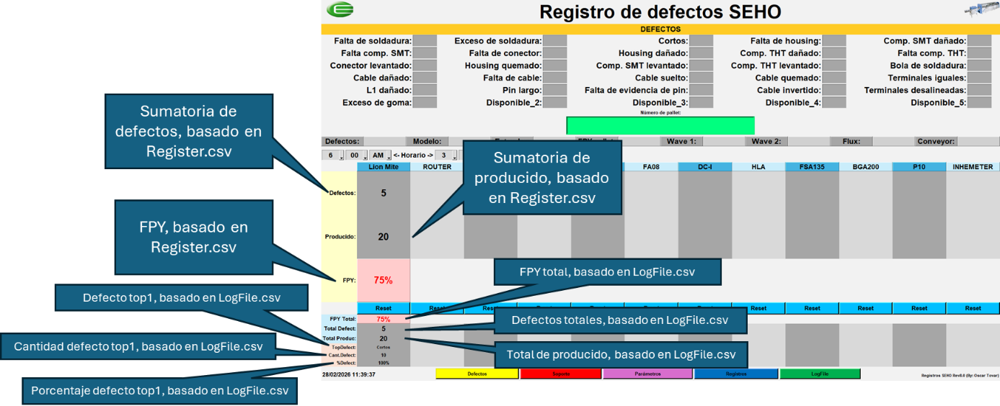 Registro de defectos SEHO
DEFECTOS
Falta de soldadura: Exceso de soldadura: Cortos: Falta de housing: Comp. SMT dañado:
Falta comp. SMT: Falta de conector: Housing dañado: Comp. THT dañado: Falta comp. THT:
Conector levantado: Housing quemado: Comp. SMT levantado: Comp. THT levantado: Bola de soldadura:
Cable dañado: Falta de cable: Cable suelto: Cable quemado: Terminales iguales:
L1 dañado: Pin largo: Falta de evidencia de pin: Cable invertido: Terminales desalineadas:
Exceso de goma: Disponible_2: Disponible_3: Disponible_4: Disponible_5:
Número de pallet:
Defectos: Modelo: Wave 1: Wave 2: Flux: Conveyor:
6 00 AM <- Horario -> 3
Lion Mite ROUTER FA08 DC-I HLA FSA135 BGA200 P10 INHEMETER
Defectos: 5
Producido: 20
FPY: 75%
Reset Reset Reset Reset Reset Reset Reset Reset
FPY Total: 75%
Total Defect: 5
Total Produc: 20
TopDefect: Cortos
Cant.Defect: 10
%Defect: 100%
28/02/2026 11:39:37 Defectos Soporte Parámetros Registros LogFile Registros SEHO Rev8.0 (By: Oscar Tovar)
Sumatoria de
defectos, basado en
Register.csv
Sumatoria de
producido, basado
en Register.csv
FPY, basado en
Register.csv
FPY total, basado en LogFile.csv
Defecto top1, basado en LogFile.csv
Defectos totales, basado en LogFile.csv
Cantidad defecto top1, basado en LogFile.csv
Total de producido, basado en LogFile.csv
Porcentaje defecto top1, basado en LogFile.csv